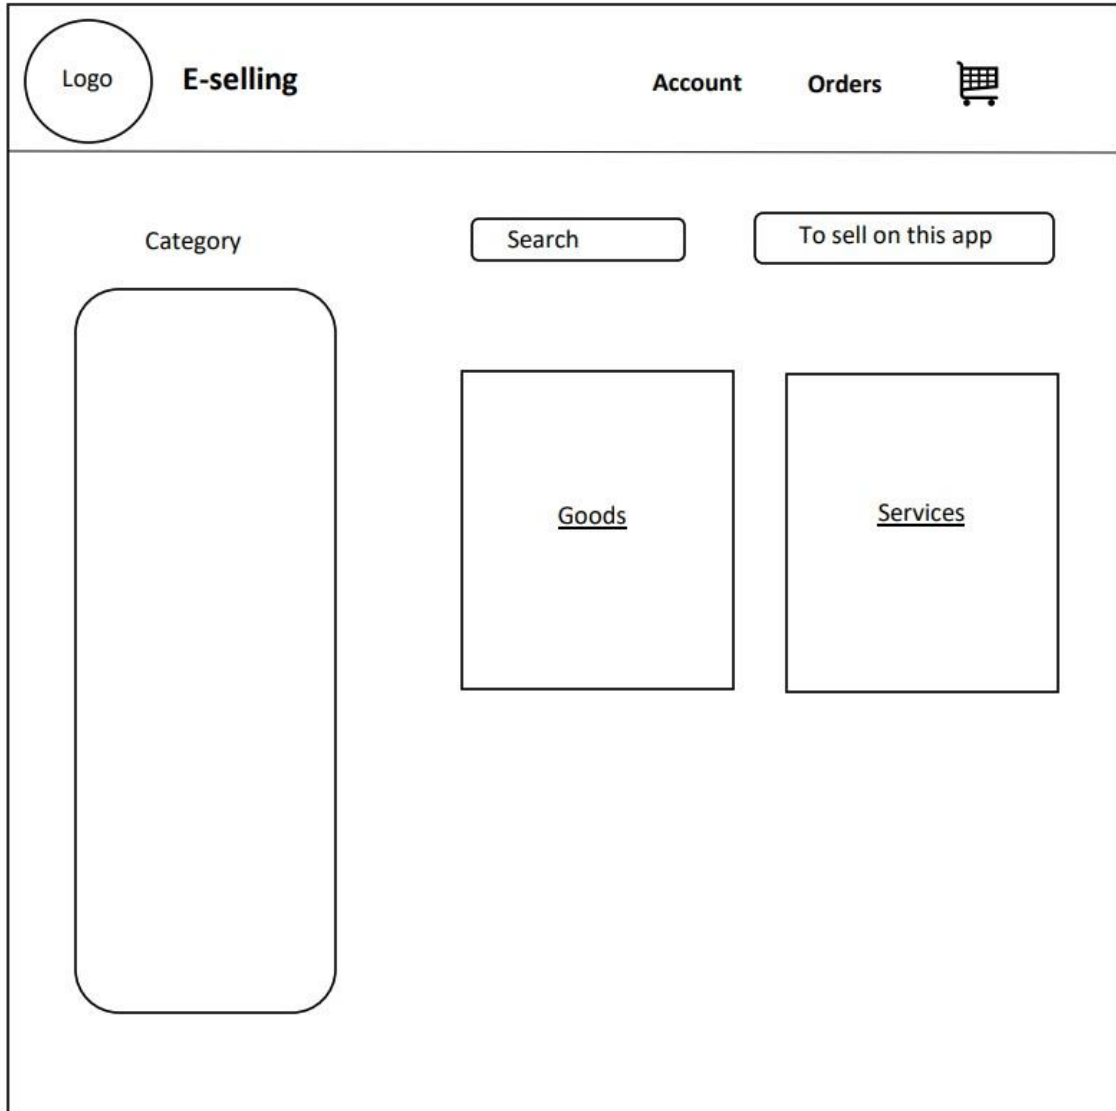 Logo
E-selling
Account
Orders
Category
Search
To sell on this app
Goods
Services